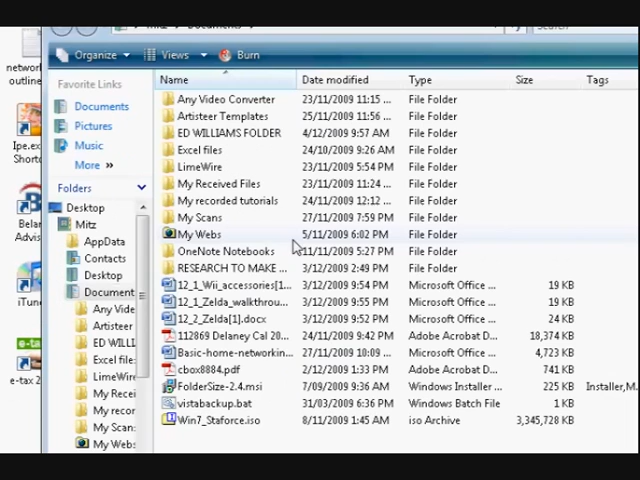 Mitz Documents Search
Organize Views Burn
network
outline
Favorite Links
Name Date modified Type Size Tags
Documents
Any Video Converter 23/11/2009 11:15 ... File Folder
Artisteer Templates 25/11/2009 11:56 ... File Folder
Pictures
ED WILLIAMS FOLDER 4/12/2009 9:57 AM File Folder
Music
Excel files 24/10/2009 9:26 AM File Folder
Ipe.exe
Shortc
More »
LimeWire 23/11/2009 5:54 PM File Folder
Folders
My Received Files 23/11/2009 11:24 ... File Folder
My recorded tutorials 24/10/2009 12:12 ... File Folder
Desktop
My Scans 27/11/2009 7:59 PM File Folder
Mitz
Belar
Advis
My Webs 5/11/2009 6:02 PM File Folder
AppData
OneNote Notebooks 11/11/2009 5:27 PM File Folder
Contacts
RESEARCH TO MAKE ... 3/12/2009 2:49 PM File Folder
Desktop
12_1_Wii_accessories[1... 3/12/2009 9:54 PM Microsoft Office ... 19 KB
Document
iTun
12_1_Zelda_walkthrou... 3/12/2009 9:55 PM Microsoft Office ... 19 KB
Any Vide
12_2_Zelda[1].docx 3/12/2009 9:54 PM Microsoft Office ... 24 KB
Artisteer
112869 Delaney Cal 20... 24/11/2009 9:42 PM Adobe Acrobat D... 18,374 KB
ED WILL
Basic-home-networkin... 27/11/2009 10:09 ... Microsoft Office ... 4,723 KB
Excel files
cbox8884.pdf 2/12/2009 1:33 PM Adobe Acrobat D... 741 KB
LimeWire
e-tax
e-tax 2
FolderSize-2.4.msi 7/09/2009 9:36 AM Windows Installer ... 225 KB Installer,M...
My Recei
vistabackup.bat 31/03/2009 6:36 PM Windows Batch File 1 KB
My recor
Win7_Staforce.iso 8/11/2009 1:45 AM iso Archive 3,345,728 KB
My Scans
My Webs